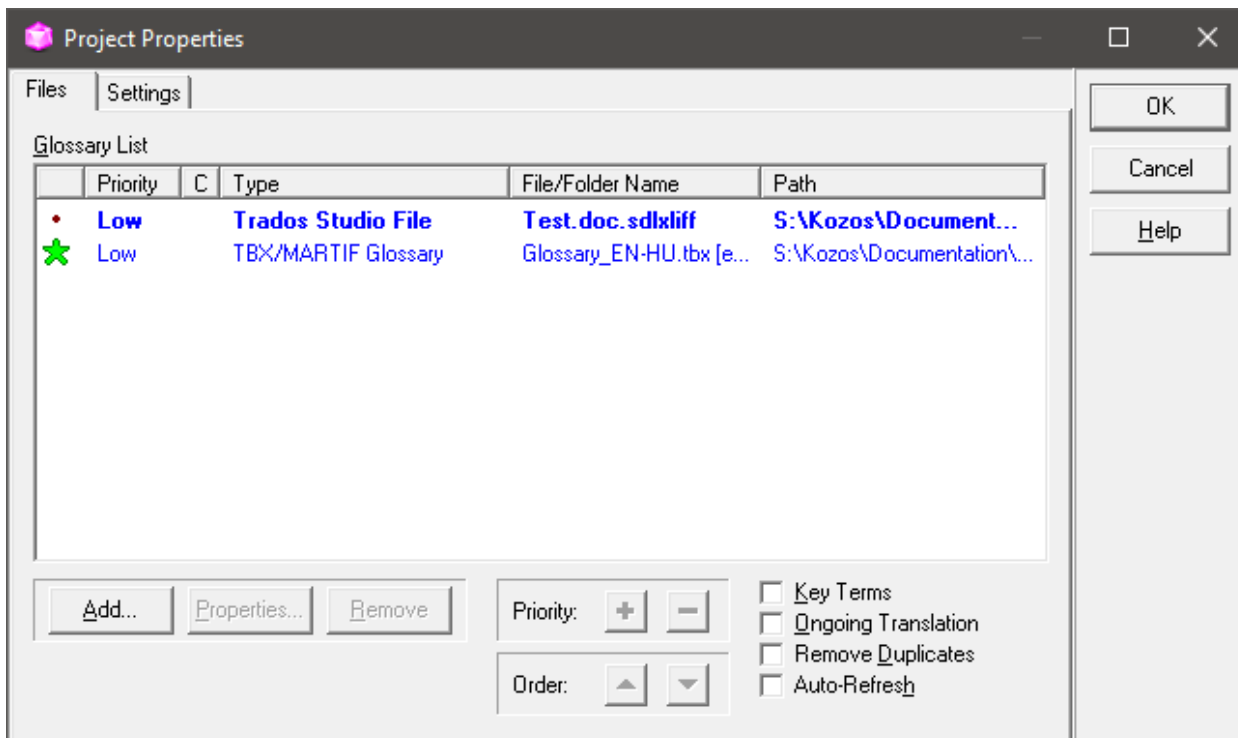 Project Properties
Files Settings
OK
Glossary List
Cancel
Priority C Type File/Folder Name Path
Low Trados Studio File Test.doc.sdlxliff S:\Kozos\Document...
Help
Low TBX/MARTIF Glossary Glossary_EN-HU.tbx [e... S:\Kozos\Documentation\...
Add... Properties... Remove
Priority: + −
Key Terms
Ongoing Translation
Remove Duplicates
Order:
Auto-Refresh